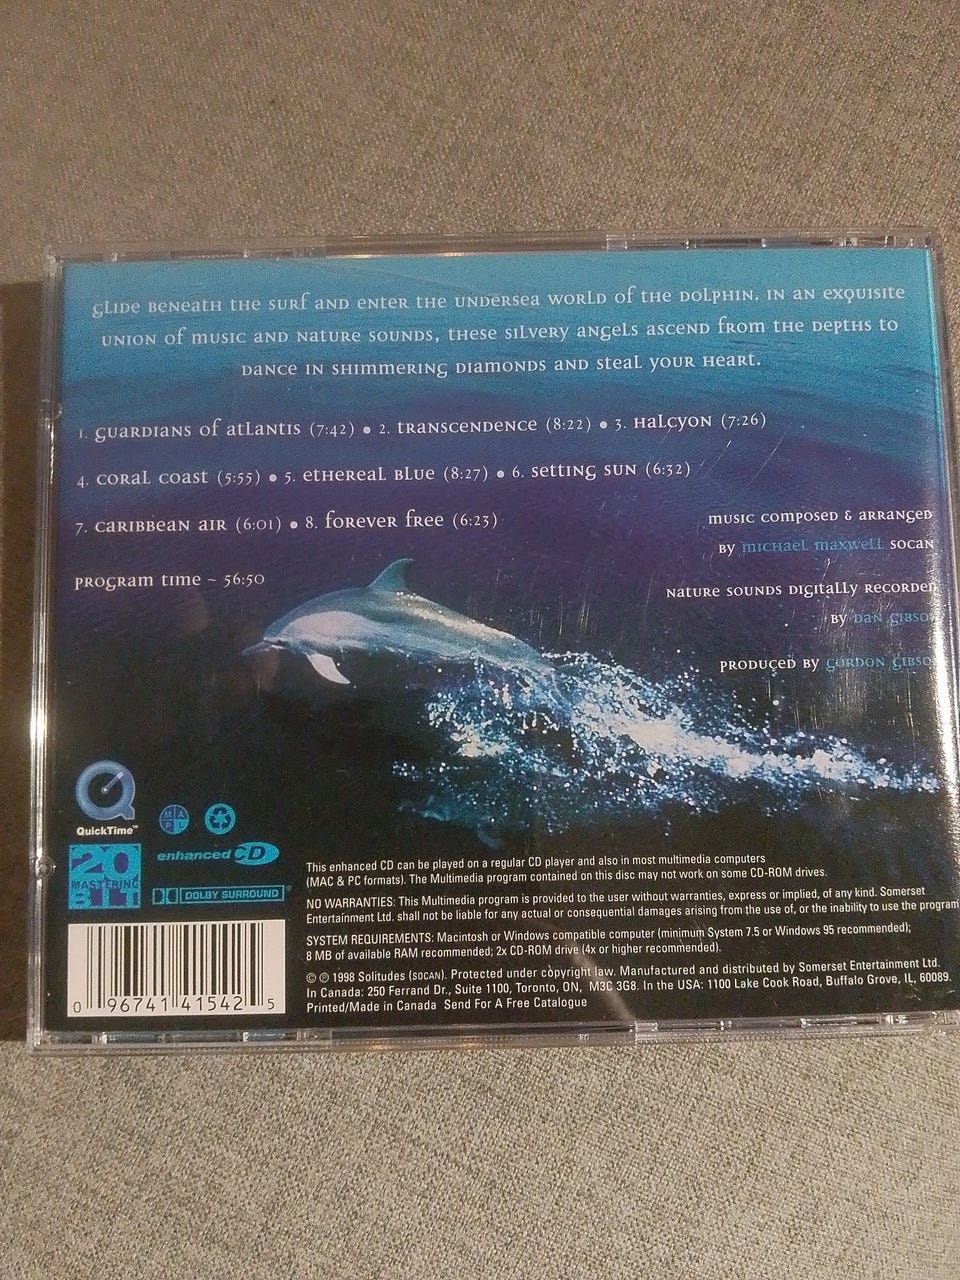 Glide beneath the surf and enter the undersea world of the dolphin. In an exquisite
union of music and nature sounds, these silvery angels ascend from the depths to
dance in shimmering diamonds and steal your heart.
1. Guardians of Atlantis (7:42) • 2. Transcendence (8:22) • 3. Halcyon (7:26)
4. Coral Coast (5:55) • 5. Ethereal Blue (8:27) • 6. Setting Sun (6:32)
7. Caribbean Air (6:01) • 8. Forever Free (6:23)
Program time ~ 56:50
Music composed & arranged
by Michael Maxwell SOCAN
Nature sounds digitally recorded
by Dan Gibso
Produced by Gordon Gibso
QuickTime™
MAPL
20
MASTERING
BIT
enhanced CD
DOLBY SURROUND®
This enhanced CD can be played on a regular CD player and also in most multimedia computers
(MAC & PC formats). The Multimedia program contained on this disc may not work on some CD-ROM drives.
NO WARRANTIES: This Multimedia program is provided to the user without warranties, express or implied, of any kind. Somerset
Entertainment Ltd. shall not be liable for any actual or consequential damages arising from the use of, or the inability to use the program
SYSTEM REQUIREMENTS: Macintosh or Windows compatible computer (minimum System 7.5 or Windows 95 recommended);
8 MB of available RAM recommended; 2x CD-ROM drive (4x or higher recommended).
© ℗ 1998 Solitudes (SOCAN). Protected under copyright law. Manufactured and distributed by Somerset Entertainment Ltd.
In Canada: 250 Ferrand Dr., Suite 1100, Toronto, ON, M3C 3G8. In the USA: 1100 Lake Cook Road, Buffalo Grove, IL, 60089.
Printed/Made in Canada Send For A Free Catalogue
0 96741 41542 5